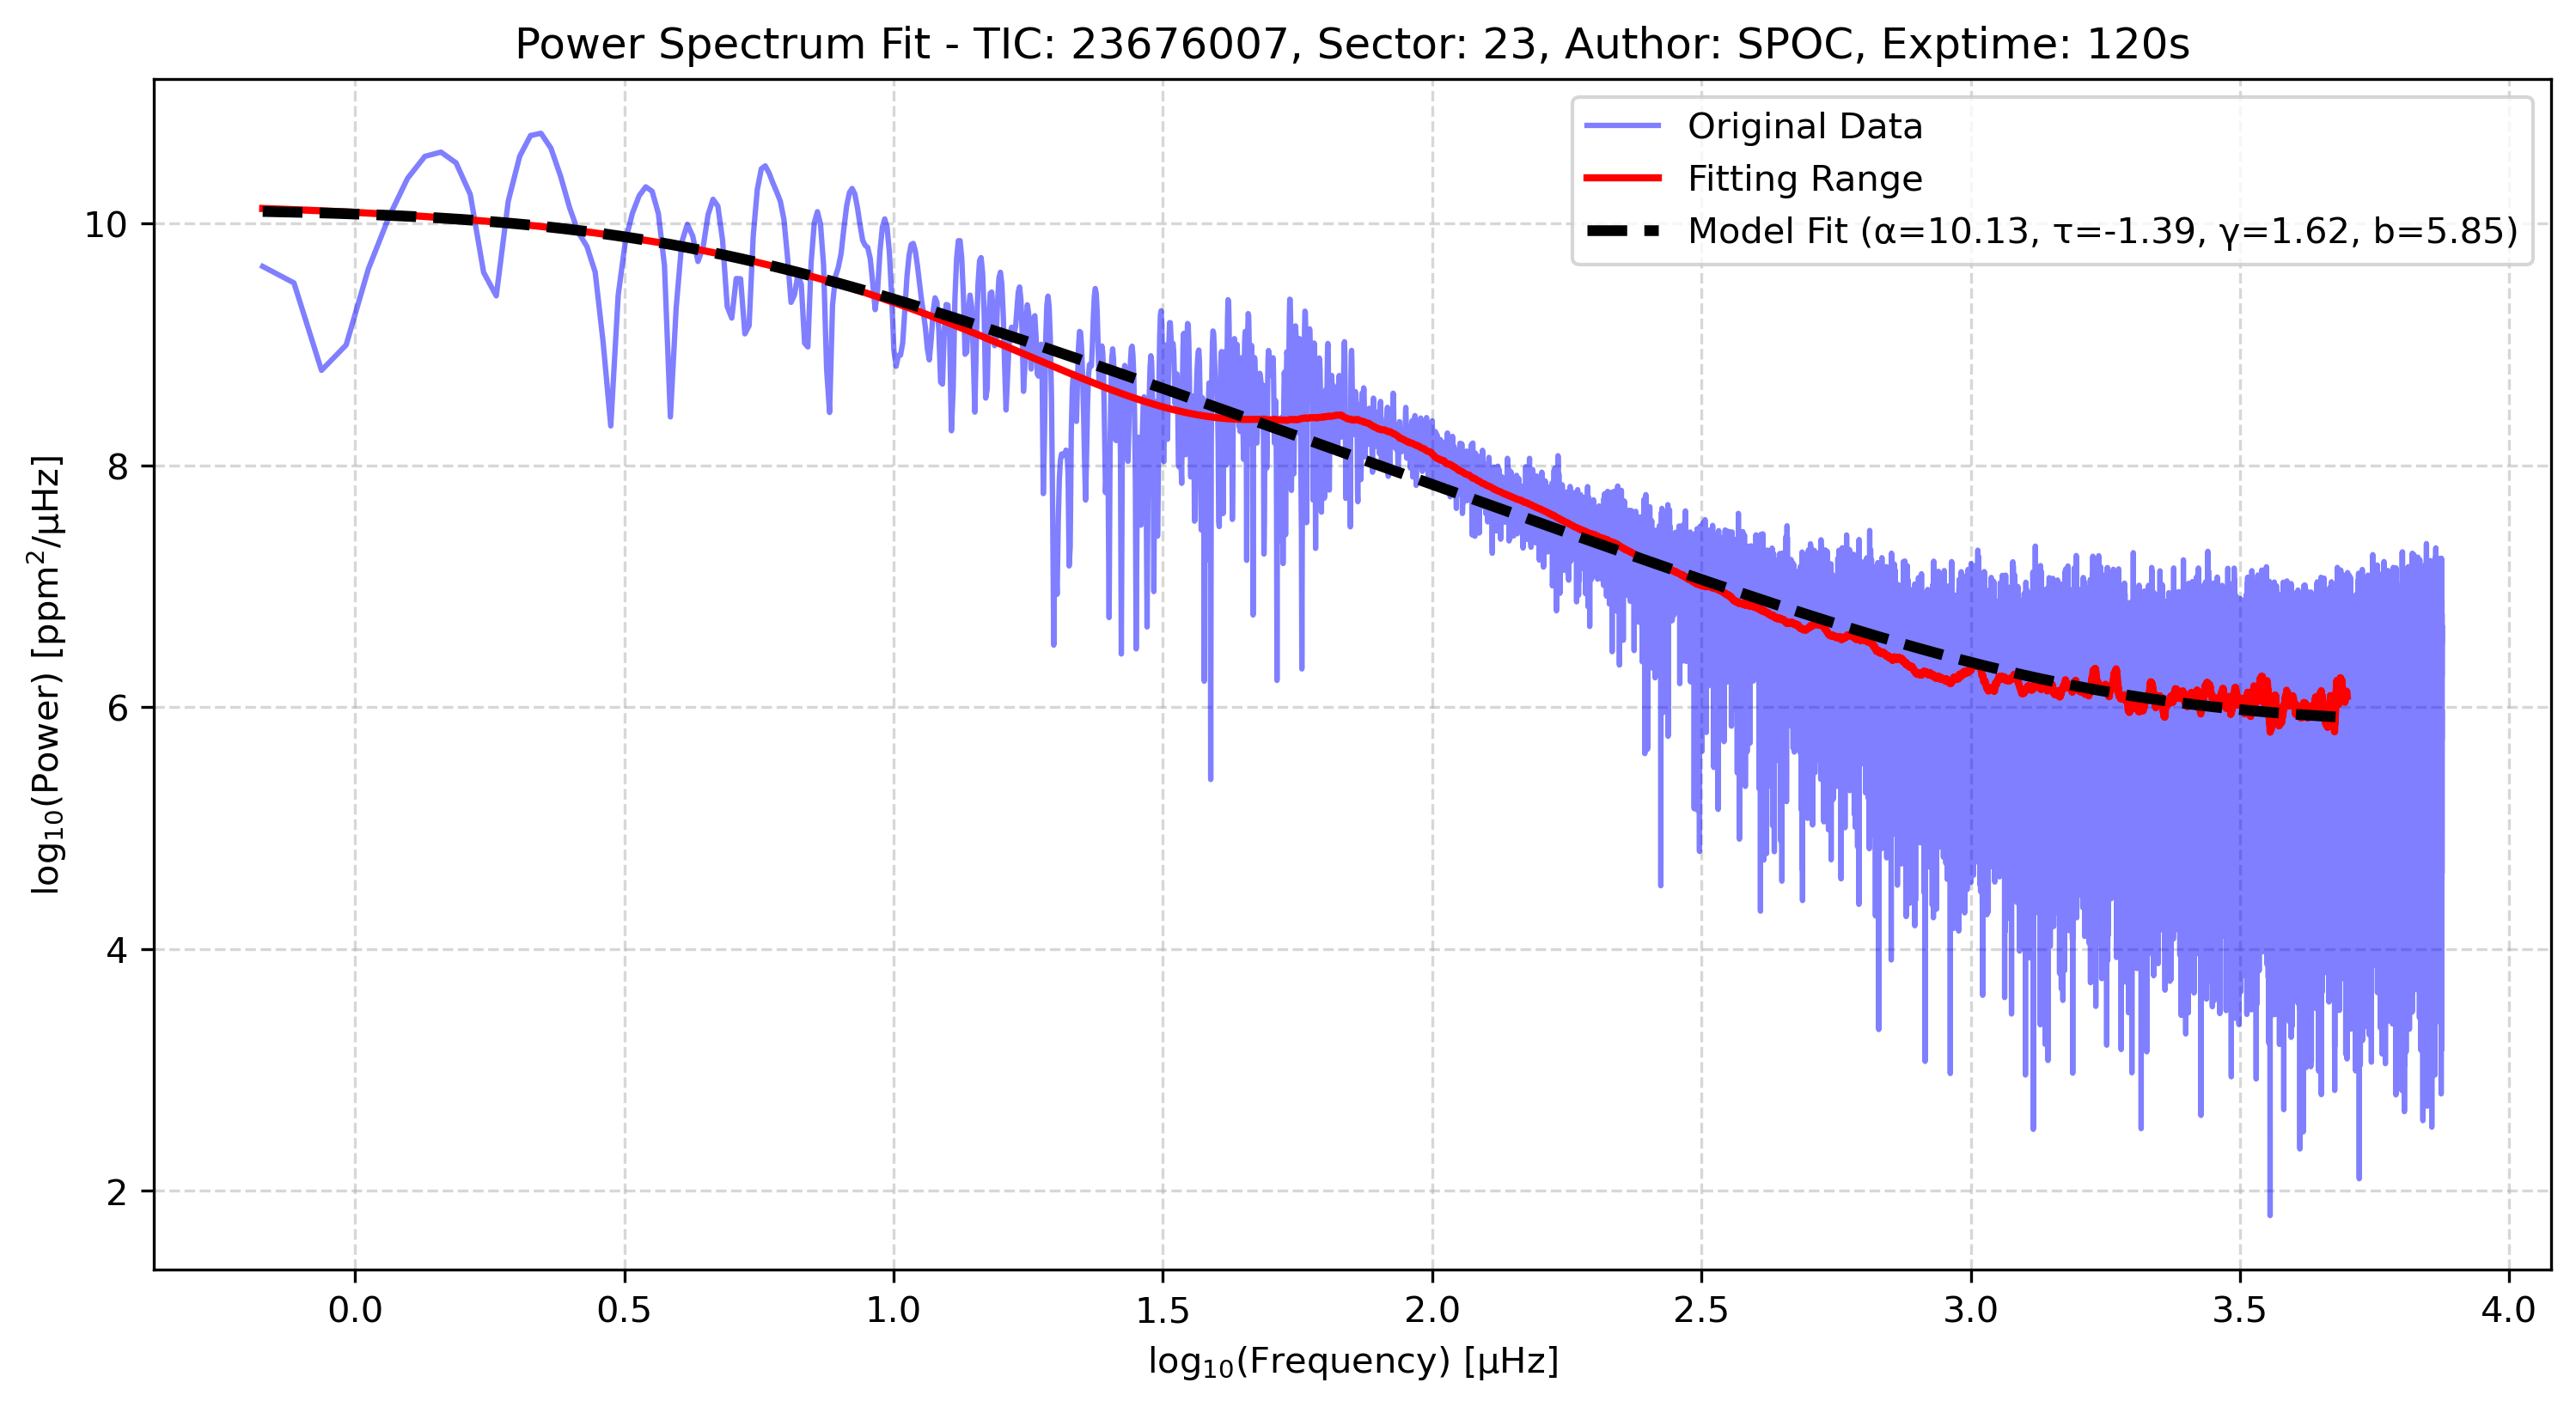 Power Spectrum Fit - TIC: 23676007, Sector: 23, Author: SPOC, Exptime: 120s
Original Data
Fitting Range
Model Fit (α=10.13, τ=-1.39, γ=1.62, b=5.85)
log₁₀(Power) [ppm²/μHz]
10
8
6
4
2
0.0 0.5 1.0 1.5 2.0 2.5 3.0 3.5 4.0
log₁₀(Frequency) [μHz]